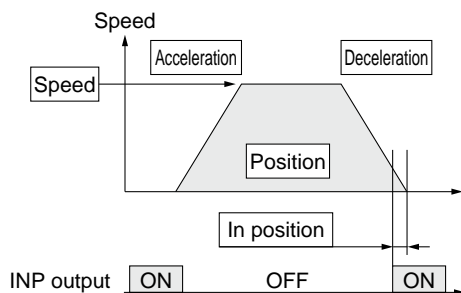 Speed
Acceleration
Deceleration
Speed
Position
In position
INP output
ON
OFF
ON